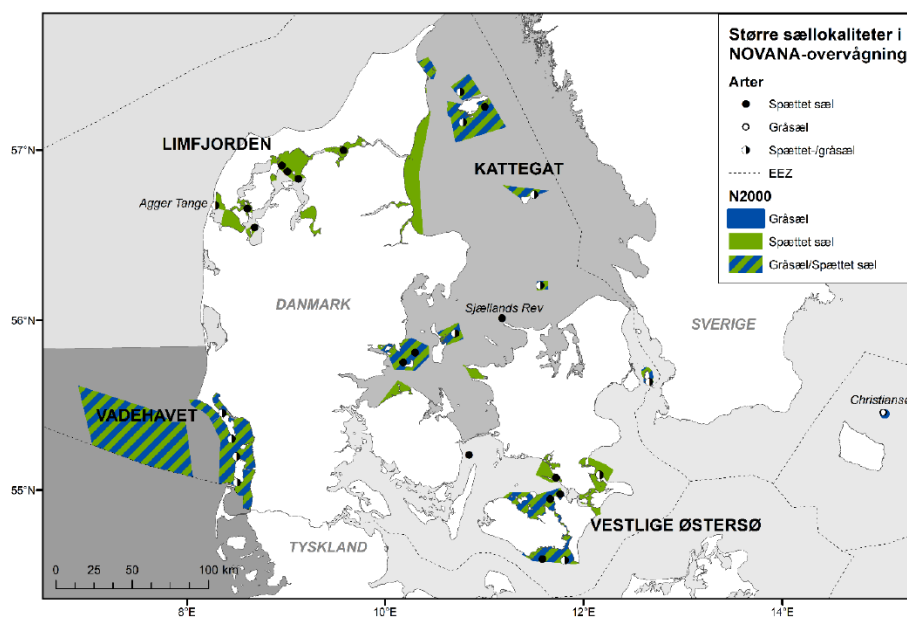 Større sællokaliteter i
NOVANA-overvågning
Arter
Spættet sæl
Gråsæl
Spættet-/gråsæl
EEZ
N2000
Gråsæl
Spættet sæl
Gråsæl/Spættet sæl
57°N
LIMFJORDEN
KATTEGAT
Agger Tange
DANMARK
Sjællands Rev
SVERIGE
56°N
VADEHAVET
Christiansø
55°N
VESTLIGE ØSTERSØ
TYSKLAND
0 25 50 100 km
8°E 10°E 12°E 14°E